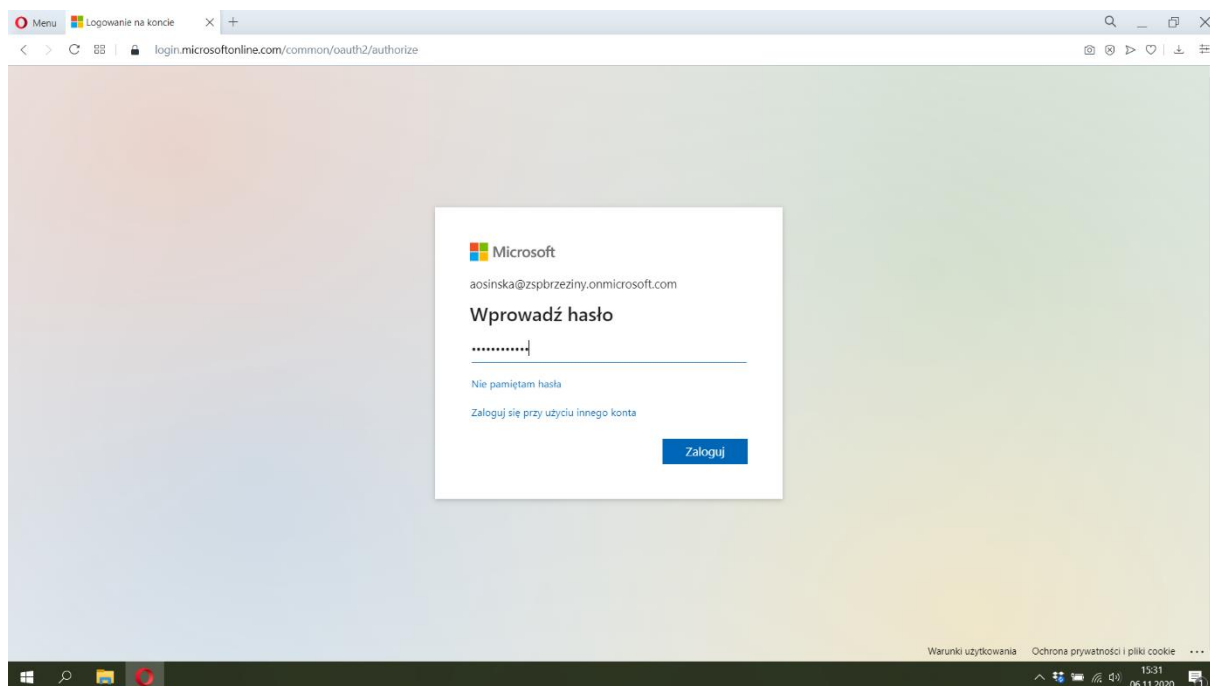 Menu
Logowanie na koncie
login.microsoftonline.com/common/oauth2/authorize
Microsoft
aosinska@zspbrzeziny.onmicrosoft.com
Wprowadź hasło
••••••••••••
Nie pamiętam hasła
Zaloguj się przy użyciu innego konta
Zaloguj
Warunki użytkowania Ochrona prywatności i pliki cookie ...
15:31
06.11.2020